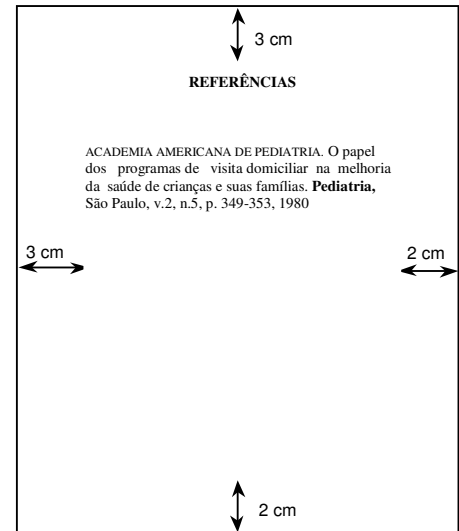 3 cm
REFERÊNCIAS
ACADEMIA AMERICANA DE PEDIATRIA. O papel
dos programas de visita domiciliar na melhoria
da saúde de crianças e suas famílias. Pediatria,
São Paulo, v.2, n.5, p. 349-353, 1980
3 cm
2 cm
2 cm